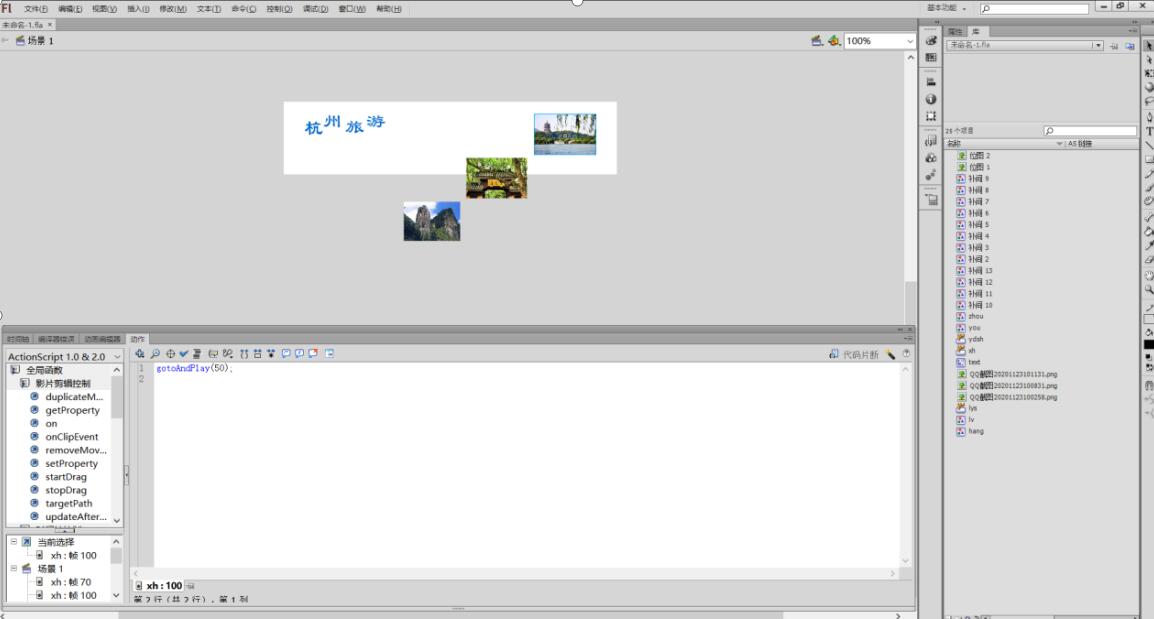 Fl 文件(F) 编辑(E) 视图(V) 插入(I) 修改(M) 文本(T) 命令(C) 控制(O) 调试(D) 窗口(W) 帮助(H) 基本功能
未命名-1.fla ×
场景 1 100%
杭州旅游
时间轴 编译器错误 动画编辑器 动作
ActionScript 1.0 & 2.0
全局函数
影片剪辑控制
duplicateM...
getProperty
on
onClipEvent
removeMov...
setProperty
startDrag
stopDrag
targetPath
updateAfter...
当前选择
xh : 帧 100
场景 1
xh : 帧 70
xh : 帧 100
代码片断
1 gotoAndPlay(50);
2
xh : 100
第 2 行（共 2 行），第 1 列
属性 库
未命名-1.fla
25 个项目
名称 AS 链接
位图 2
位图 1
补间 9
补间 8
补间 7
补间 6
补间 5
补间 4
补间 3
补间 2
补间 13
补间 12
补间 11
补间 10
zhou
you
ydsh
xh
text
QQ截图20201123101131.png
QQ截图20201123100831.png
QQ截图20201123100258.png
lys
lv
hang